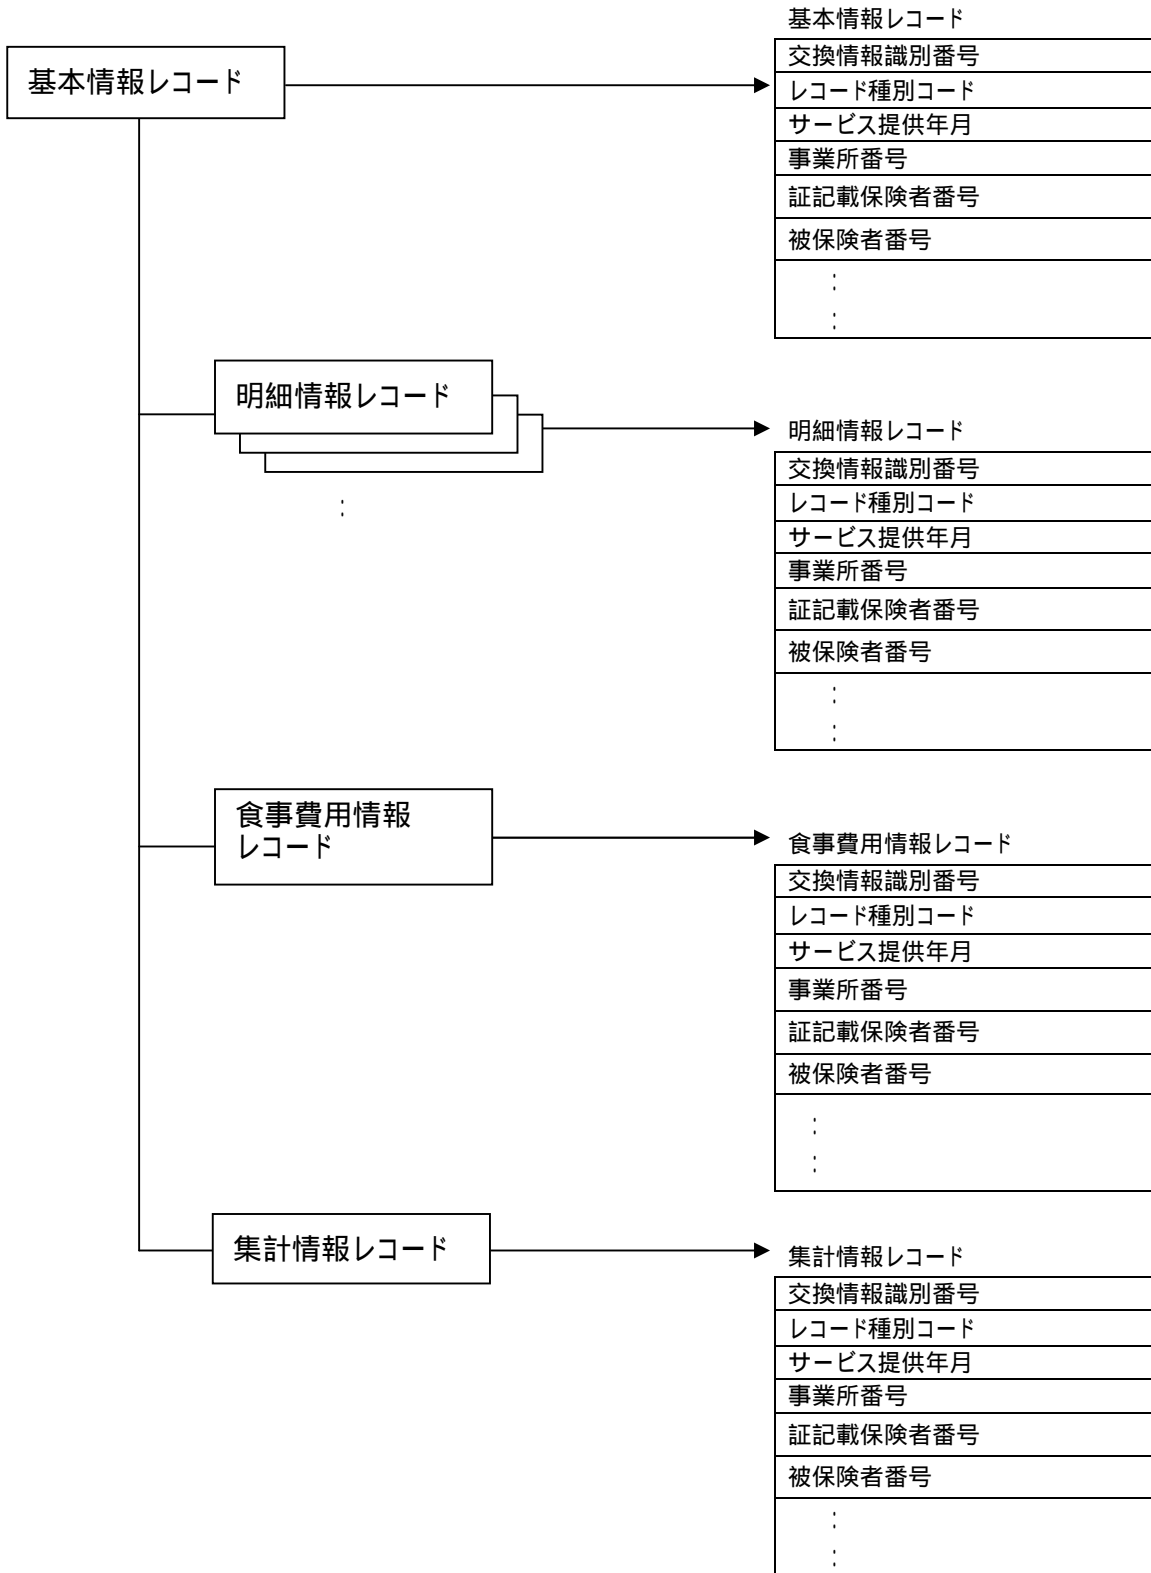 基本情報レコード
基本情報レコード
交換情報識別番号
レコード種別コード
サービス提供年月
事業所番号
証記載保険者番号
被保険者番号
:
:
明細情報レコード
:
明細情報レコード
交換情報識別番号
レコード種別コード
サービス提供年月
事業所番号
証記載保険者番号
被保険者番号
:
:
食事費用情報
レコード
食事費用情報レコード
交換情報識別番号
レコード種別コード
サービス提供年月
事業所番号
証記載保険者番号
被保険者番号
:
:
集計情報レコード
集計情報レコード
交換情報識別番号
レコード種別コード
サービス提供年月
事業所番号
証記載保険者番号
被保険者番号
:
: